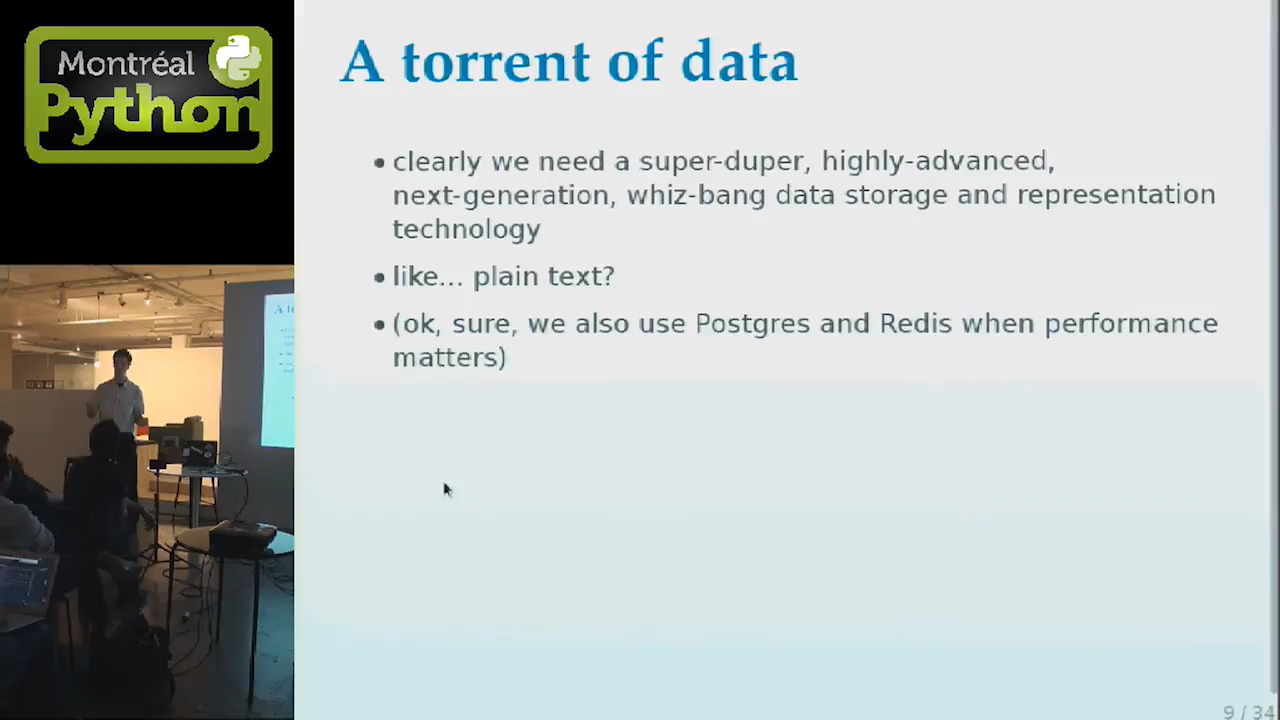 Montréal
Python
A torrent of data
• clearly we need a super-duper, highly-advanced,
next-generation, whiz-bang data storage and representation
technology
• like... plain text?
• (ok, sure, we also use Postgres and Redis when performance
matters)
9 / 34